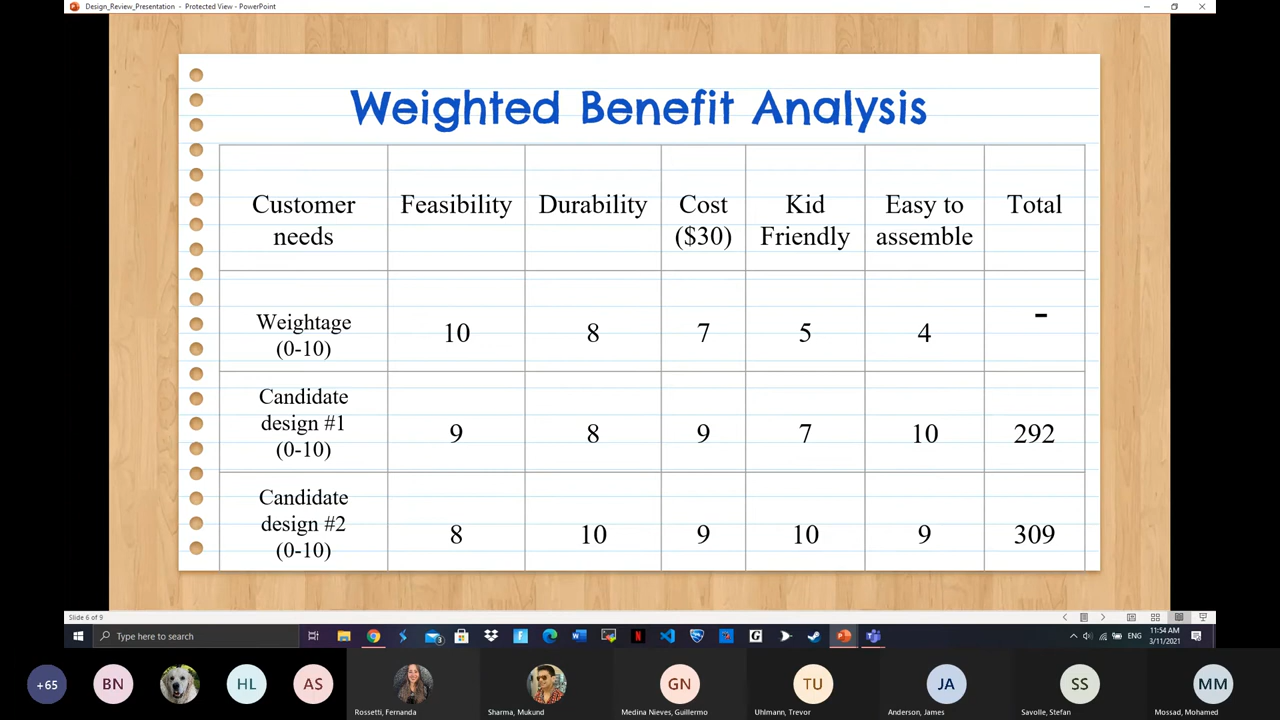 Design_Review_Presentation - Protected View - PowerPoint
Weighted Benefit Analysis
Customer needs Feasibility Durability Cost ($30) Kid Friendly Easy to assemble Total
Weightage (0-10) 10 8 7 5 4 -
Candidate design #1 (0-10) 9 8 9 7 10 292
Candidate design #2 (0-10) 8 10 9 10 9 309
Slide 6 of 9
Type here to search
ENG
11:54 AM
3/11/2021
+65 BN HL AS GN TU JA SS MM
Rossetti, Fernanda Sharma, Mukund Medina Nieves, Guillermo Uhlmann, Trevor Anderson, James Savolle, Stefan Mossad, Mohamed